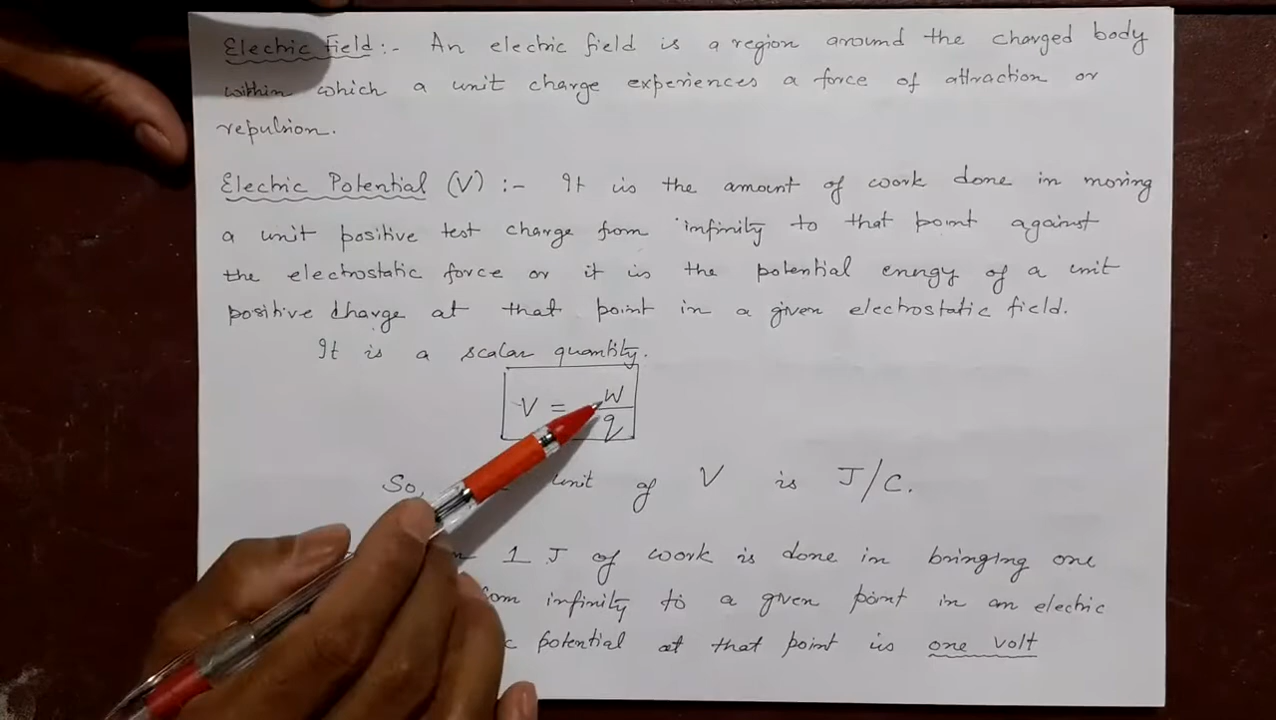 Electric Field :- An electric field is a region around the charged body
within which a unit charge experiences a force of attraction or
repulsion.
Electric Potential (V) :- It is the amount of work done in moving
a unit positive test charge from infinity to that point against
the electrostatic force or it is the potential energy of a unit
positive charge at that point in a given electrostatic field.
It is a scalar quantity.
V = W/q
So, unit of V is J/C.
1 J of work is done in bringing one
infinity to a given point in an electric
potential at that point is one volt